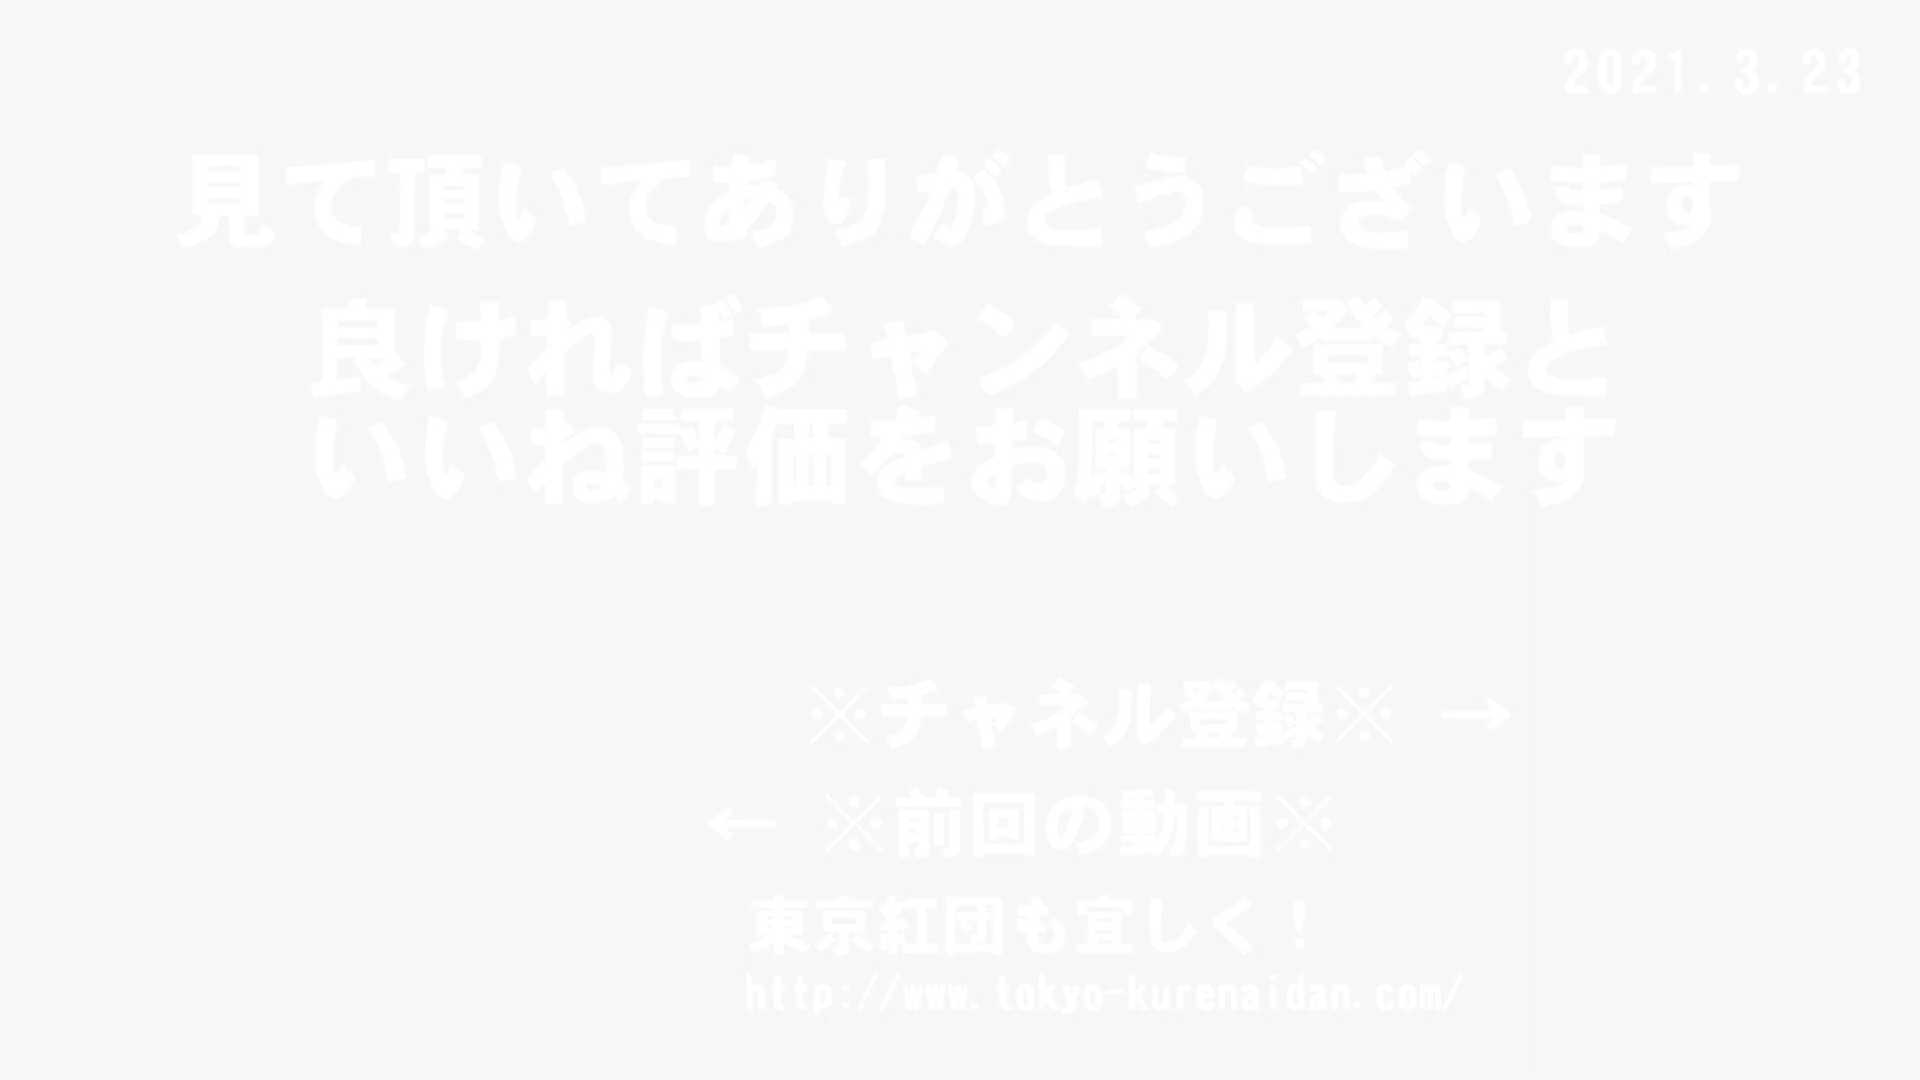 2021.3.23
見て頂いてありがとうございます
良ければチャンネル登録と
いいね評価をお願いします
※チャネル登録※ →
← ※前回の動画※
東京紅団も宜しく！
http://www.tokyo-kurenaidan.com/